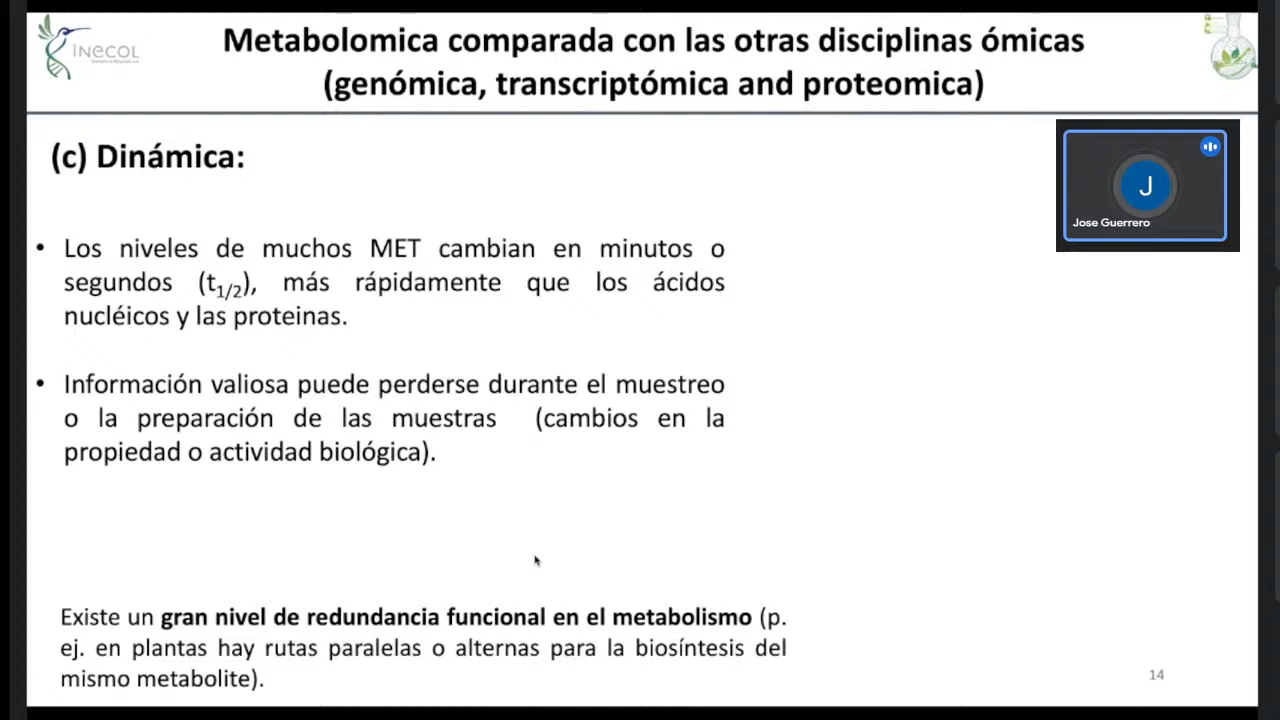 INECOL
Metabolomica comparada con las otras disciplinas ómicas
(genómica, transcriptómica and proteomica)
(c) Dinámica:
J
Jose Guerrero
• Los niveles de muchos MET cambian en minutos o
segundos (t1/2), más rápidamente que los ácidos
nucléicos y las proteinas.
• Información valiosa puede perderse durante el muestreo
o la preparación de las muestras (cambios en la
propiedad o actividad biológica).
Existe un gran nivel de redundancia funcional en el metabolismo (p.
ej. en plantas hay rutas paralelas o alternas para la biosíntesis del
mismo metabolite).
14